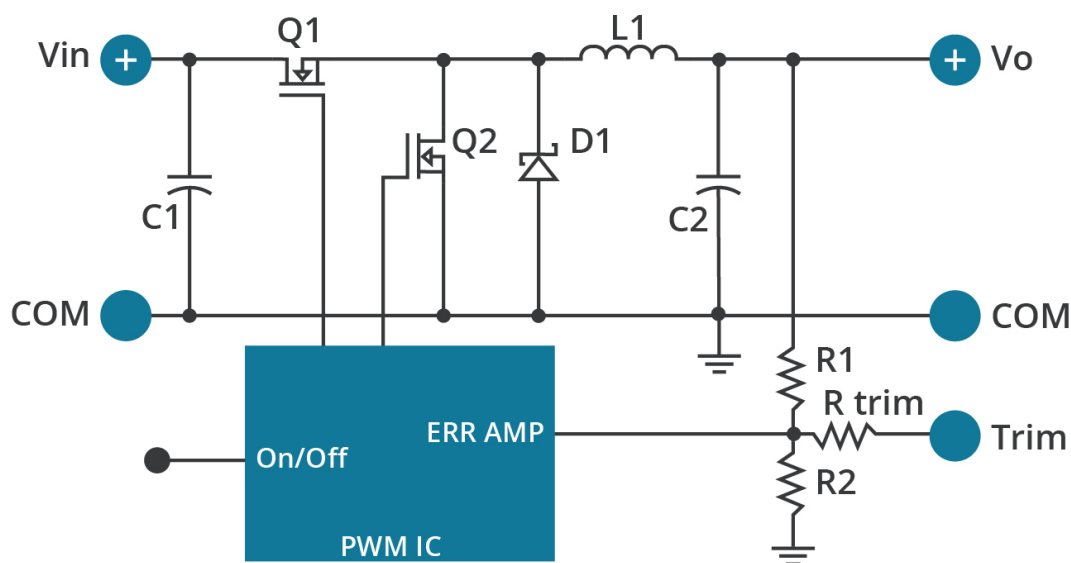 Q1
L1
Vin
+
+
Vo
Q2
D1
C1
C2
COM
COM
R1
R trim
ERR AMP
Trim
On/Off
R2
PWM IC